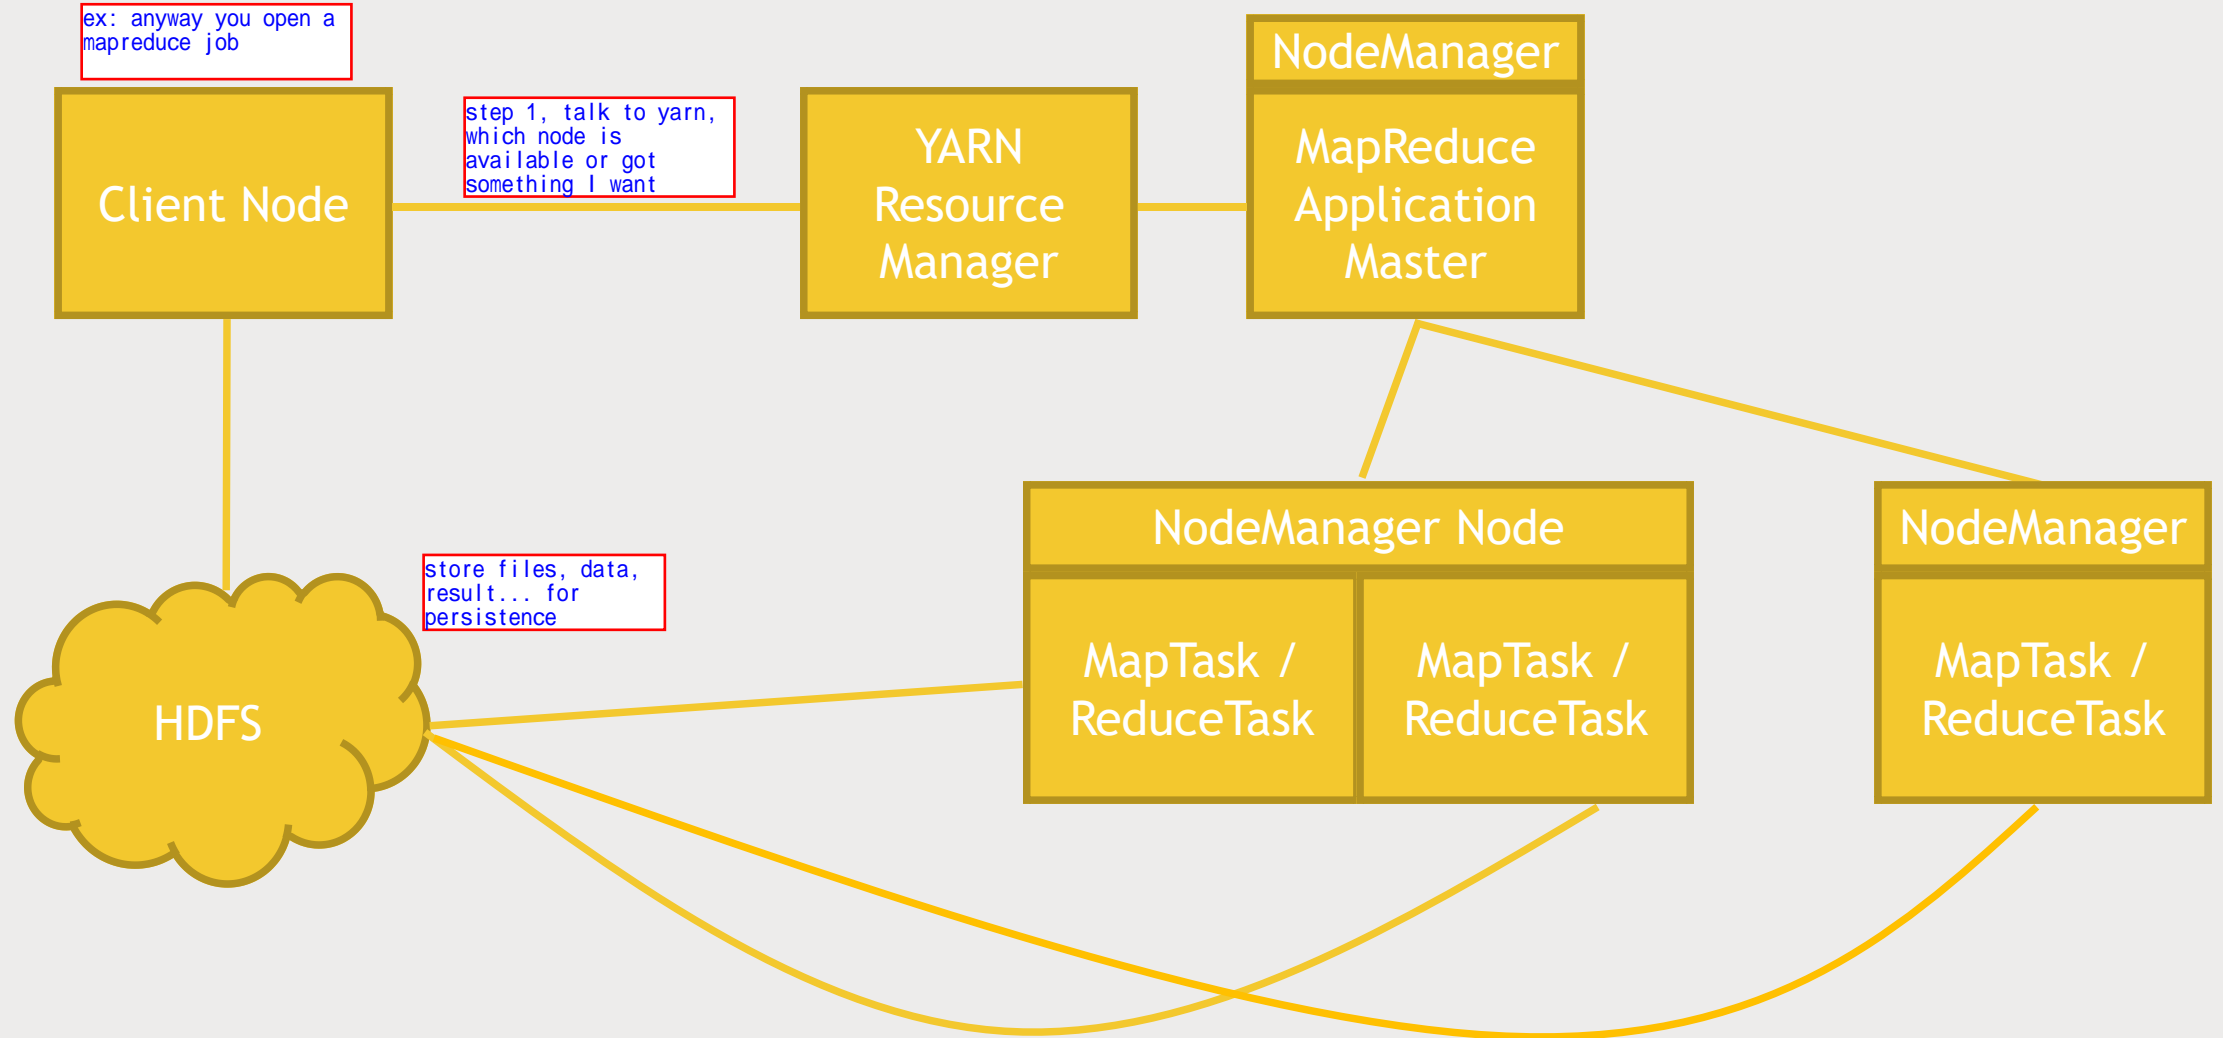 ex: anyway you open a
mapreduce job
Client Node
step 1, talk to yarn,
which node is
available or got
something I want
YARN
Resource
Manager
NodeManager
MapReduce
Application
Master
store files, data,
result... for
persistence
HDFS
NodeManager Node
MapTask /
ReduceTask
MapTask /
ReduceTask
NodeManager
MapTask /
ReduceTask